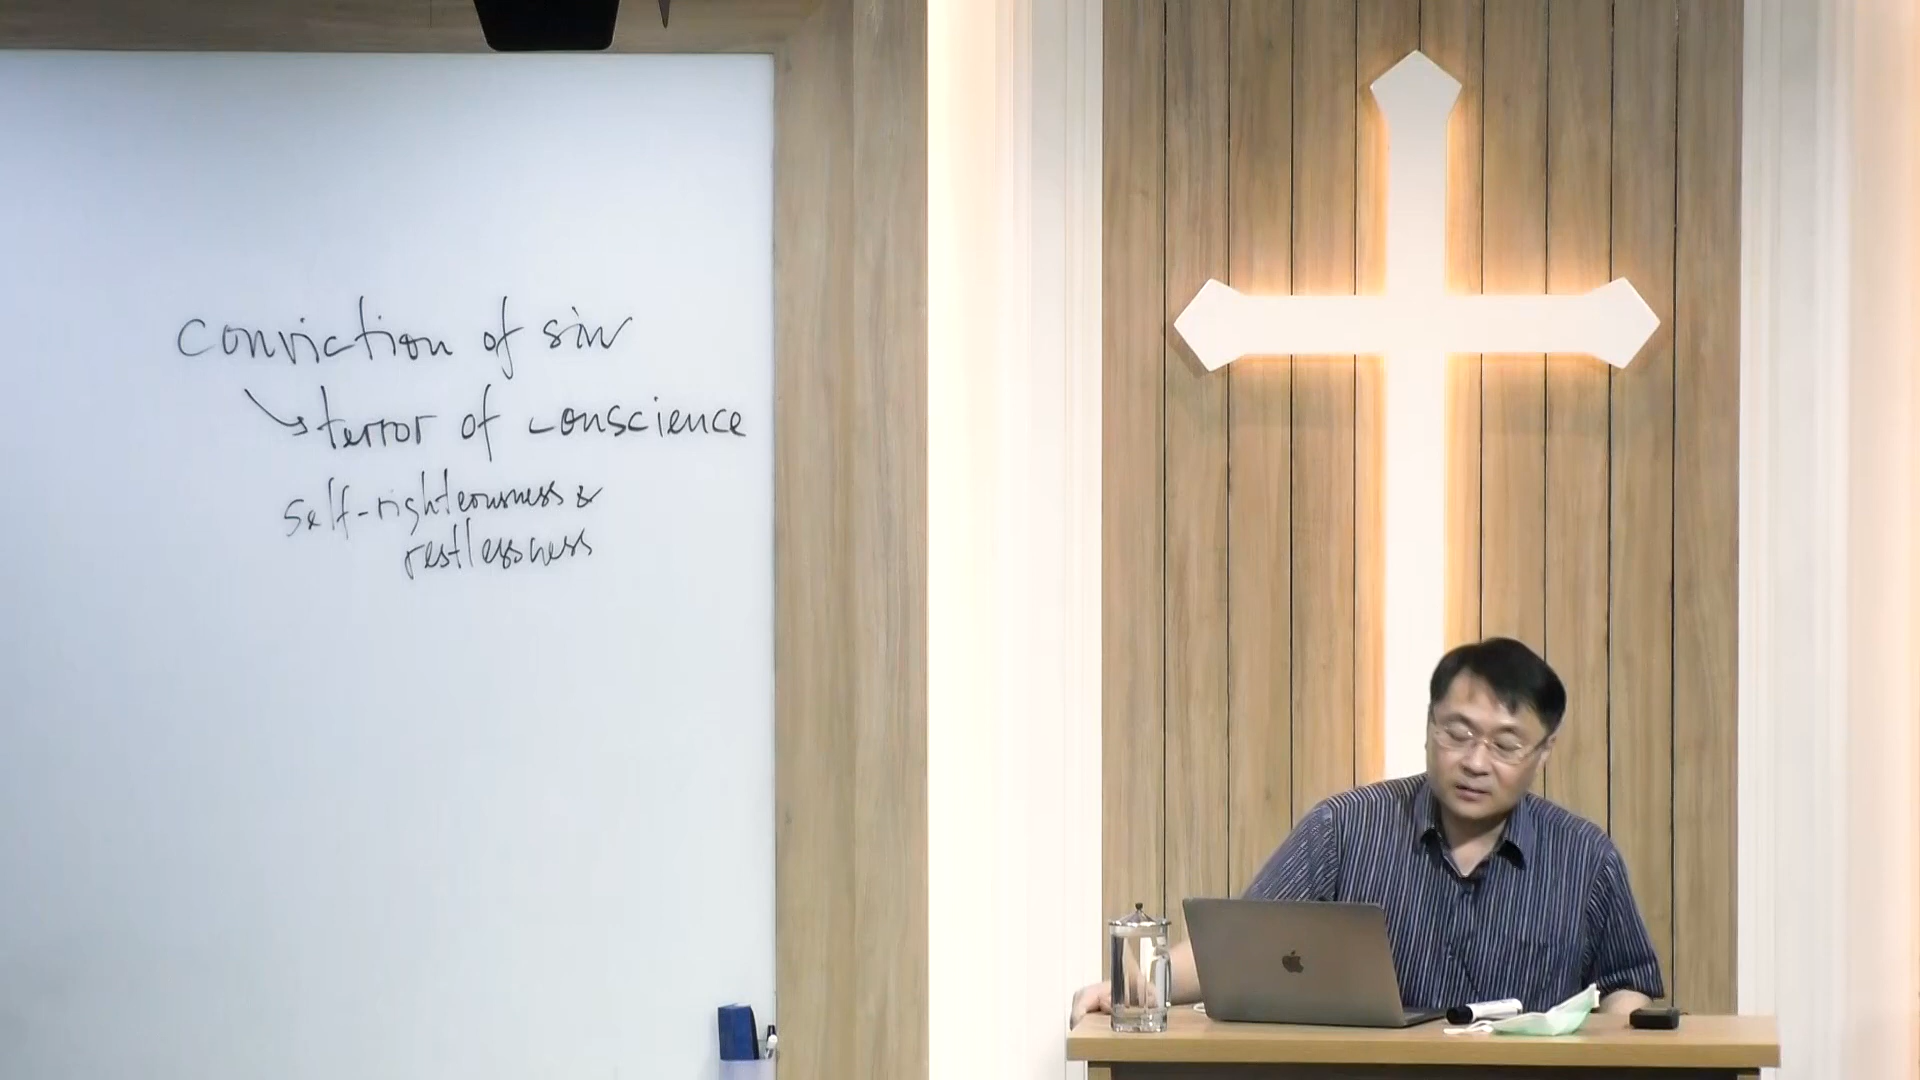 conviction of sin
terror of conscience
self-righteousness &
restlessness